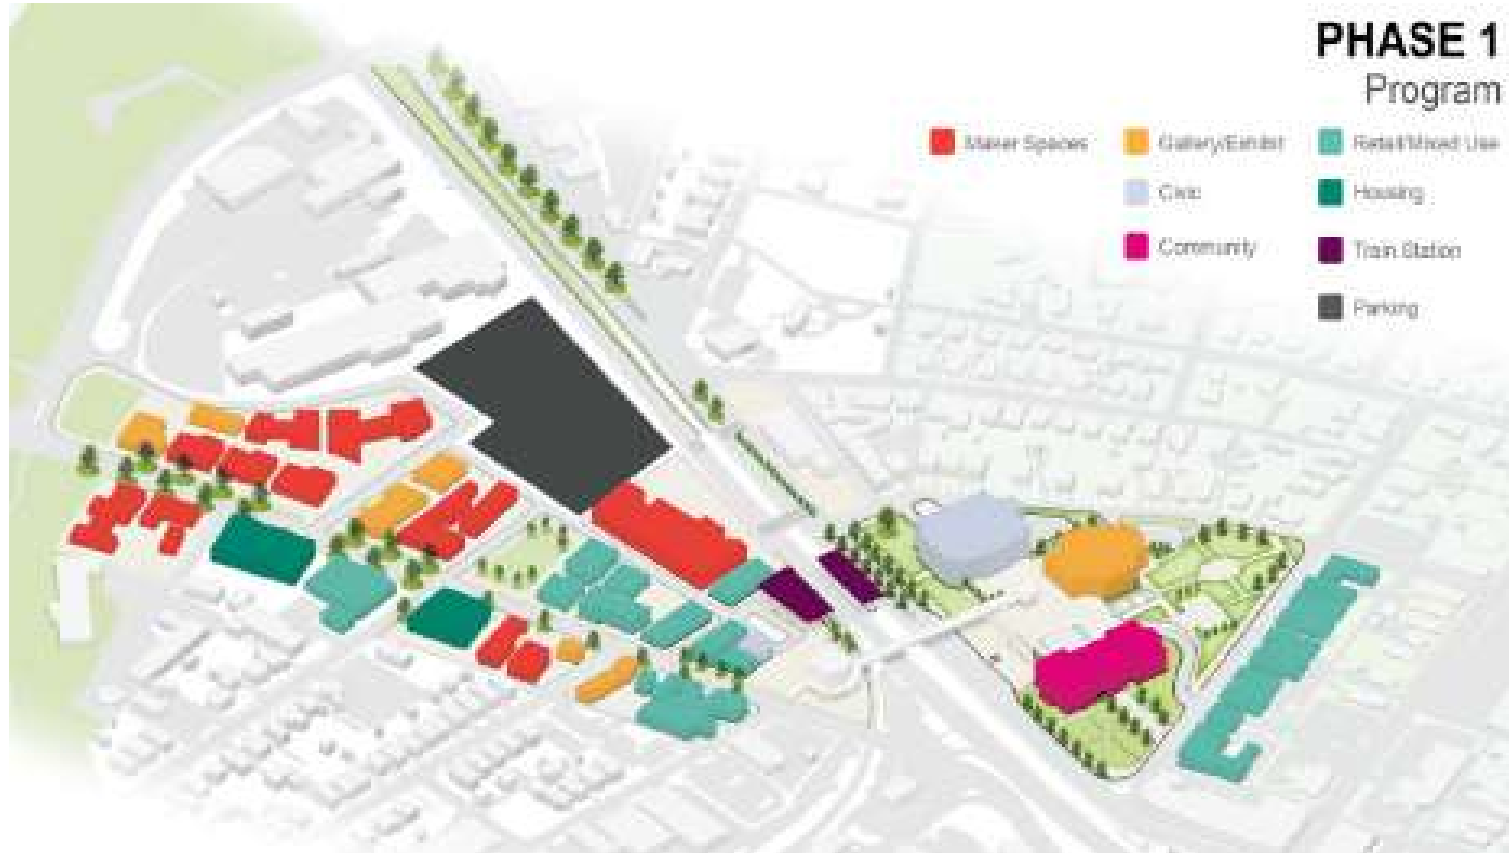 PHASE 1
Program
Maker Spaces
Gallery/Exhibit
Retail/Mixed Use
Civic
Housing
Community
Train Station
Parking